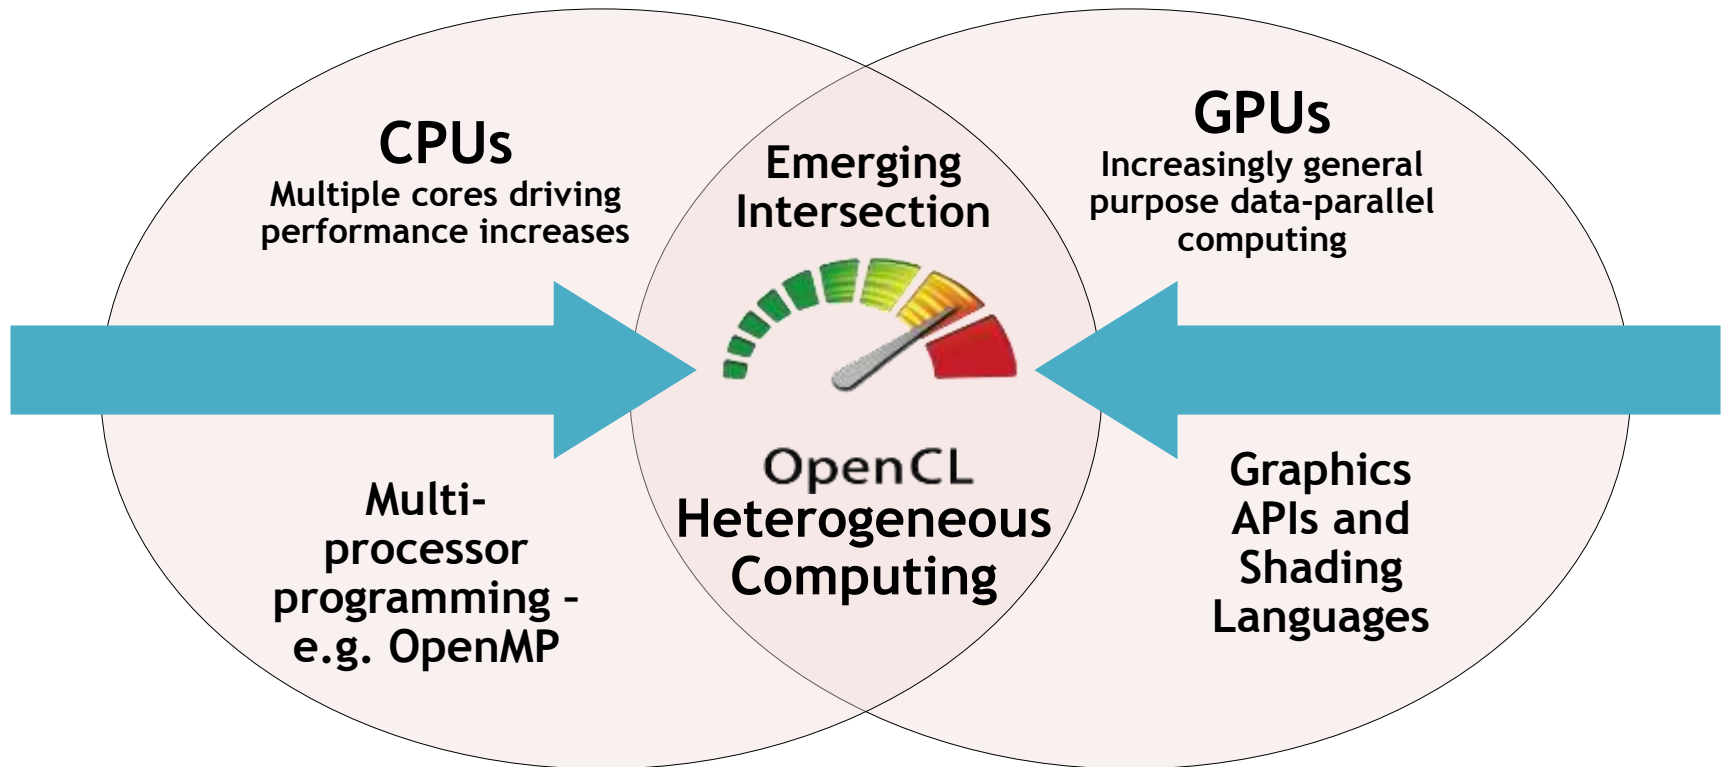 CPUs
Multiple cores driving
performance increases
Multi-
processor
programming –
e.g. OpenMP
Emerging
Intersection
OpenCL
Heterogeneous
Computing
GPUs
Increasingly general
purpose data-parallel
computing
Graphics
APIs and
Shading
Languages